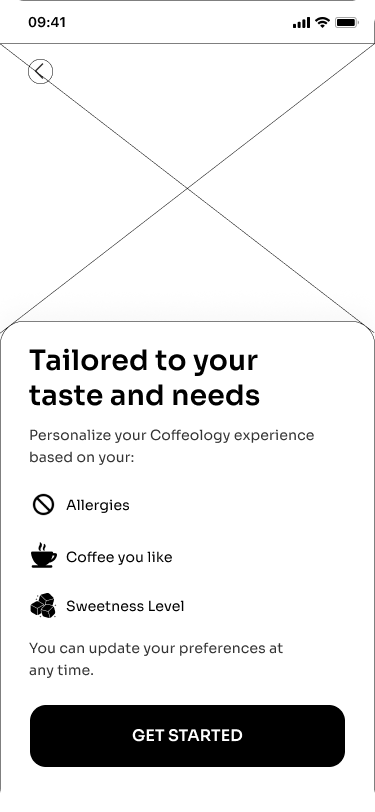 09:41
Tailored to your
taste and needs
Personalize your Coffeology experience
based on your:
Allergies
Coffee you like
Sweetness Level
You can update your preferences at
any time.
GET STARTED